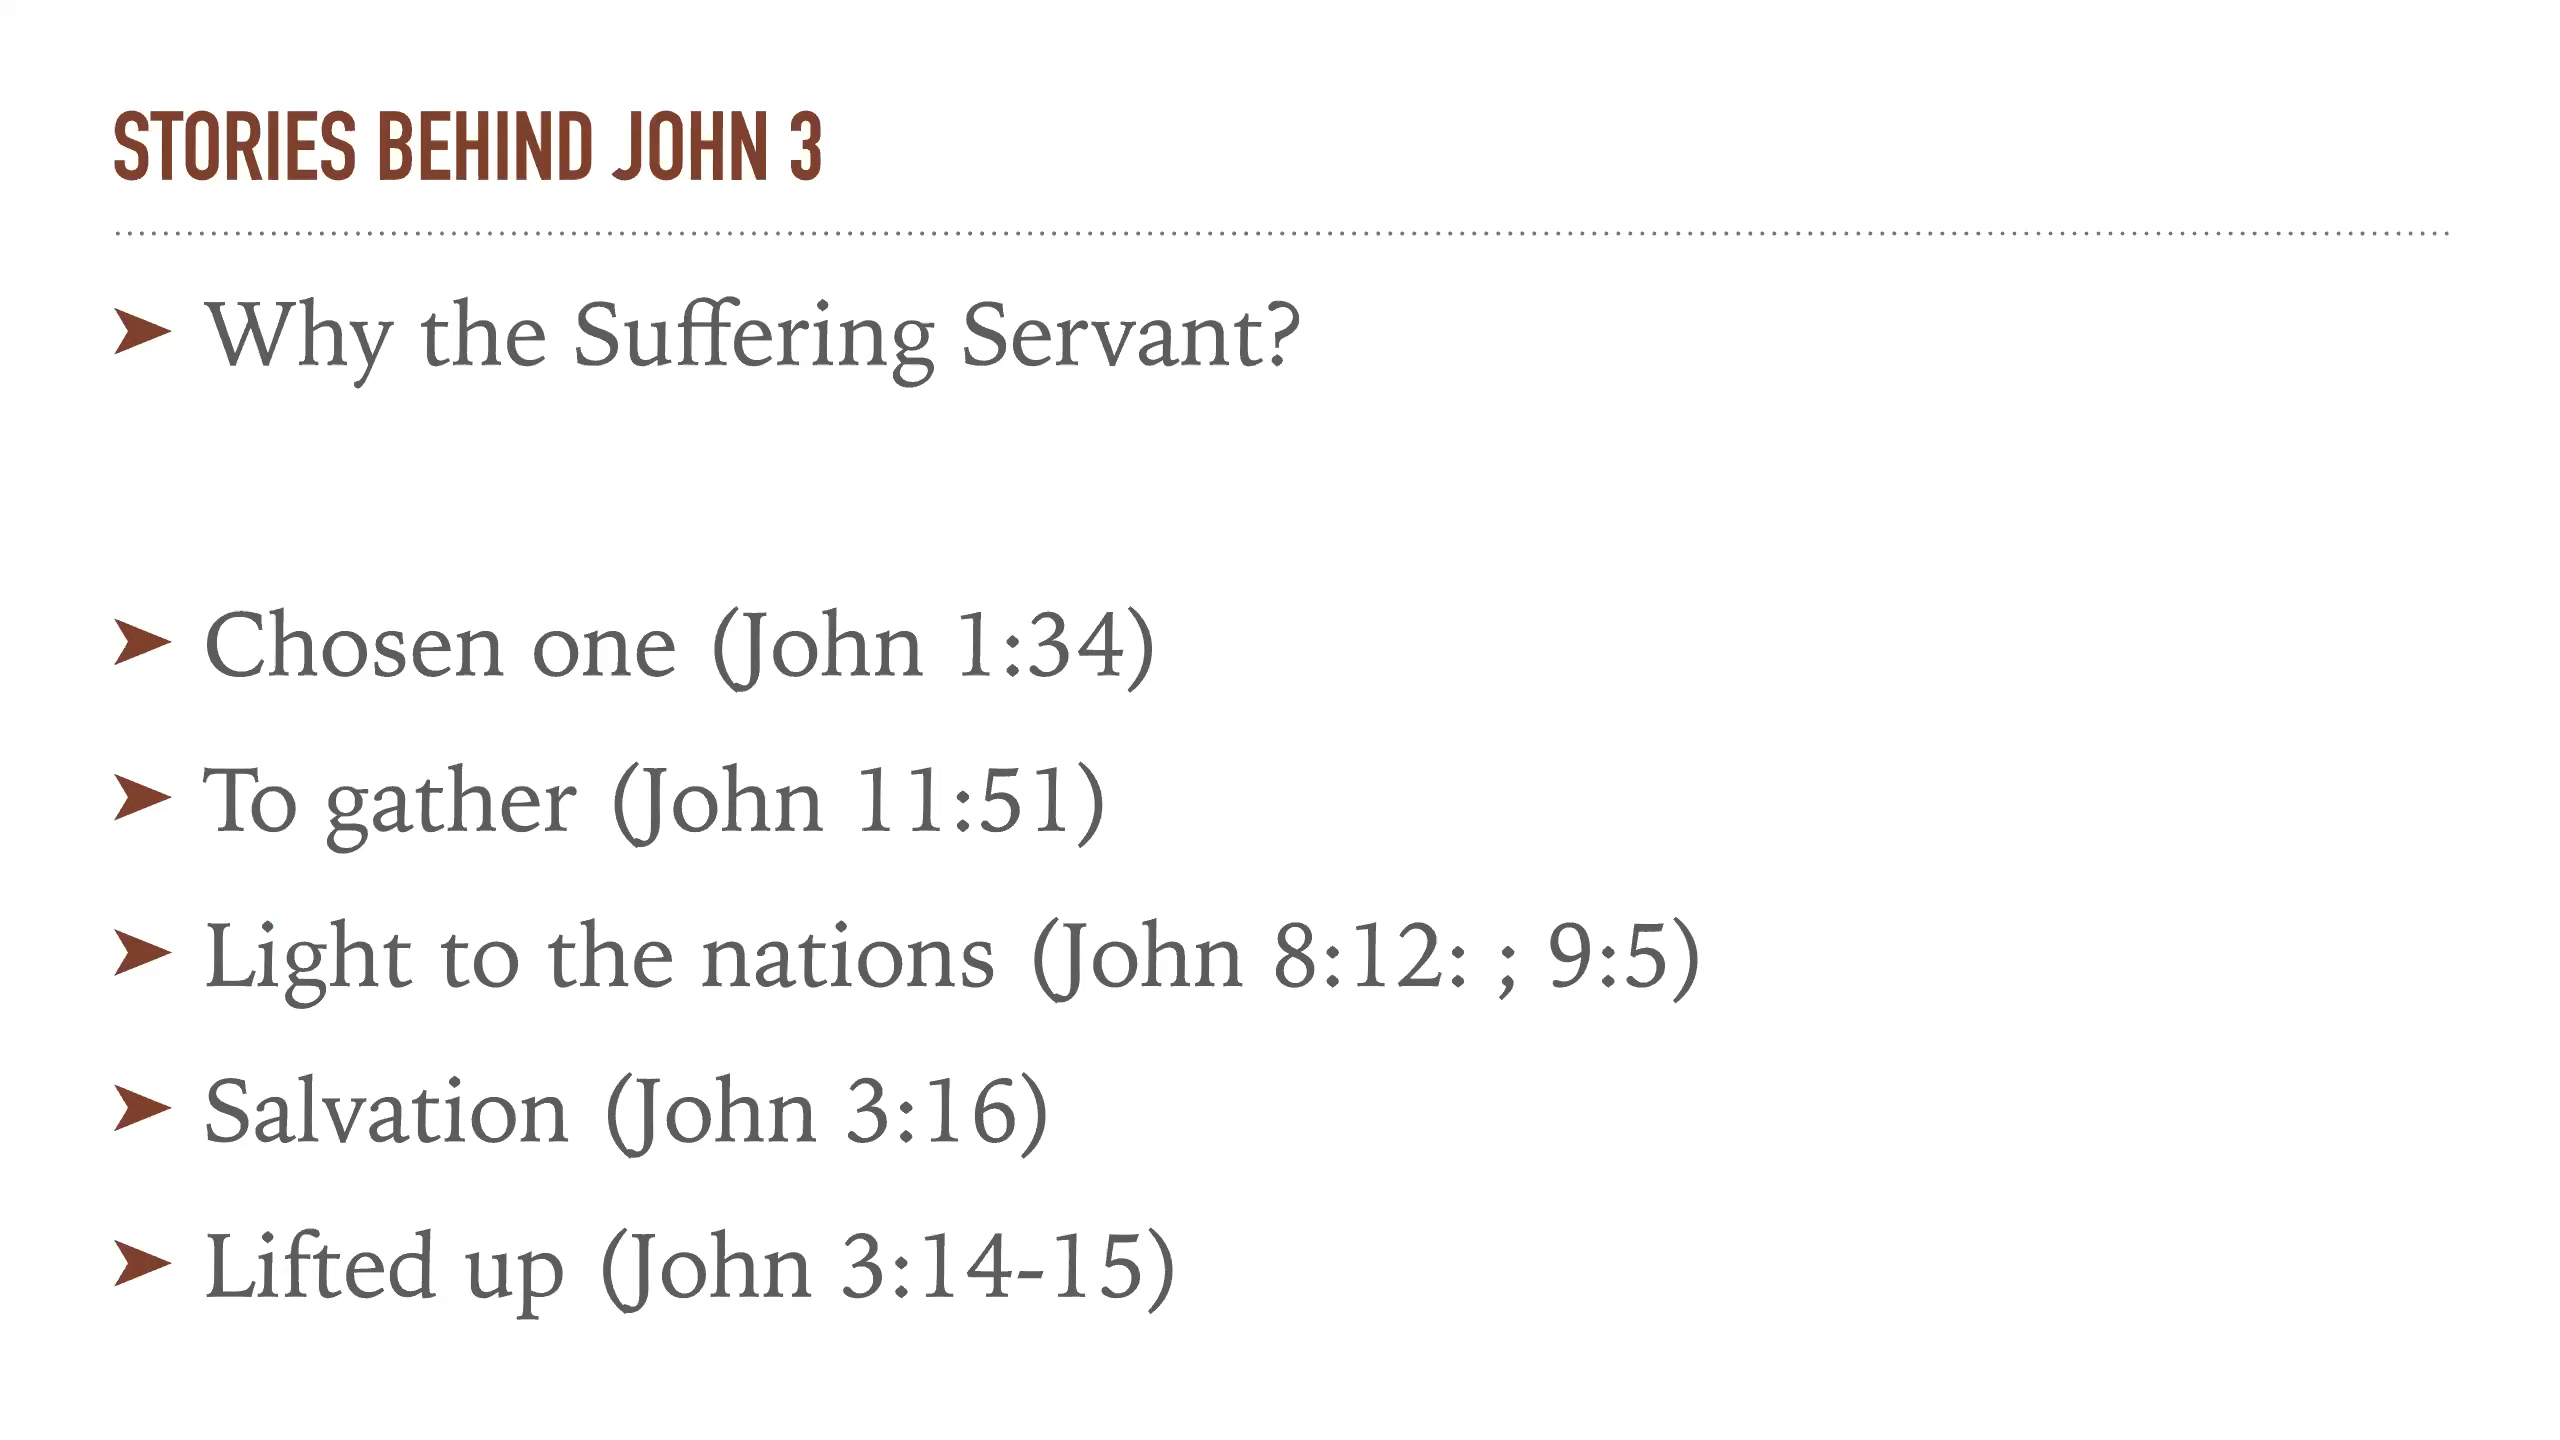 STORIES BEHIND JOHN 3
➤ Why the Suffering Servant?
➤ Chosen one (John 1:34)
➤ To gather (John 11:51)
➤ Light to the nations (John 8:12: ; 9:5)
➤ Salvation (John 3:16)
➤ Lifted up (John 3:14-15)